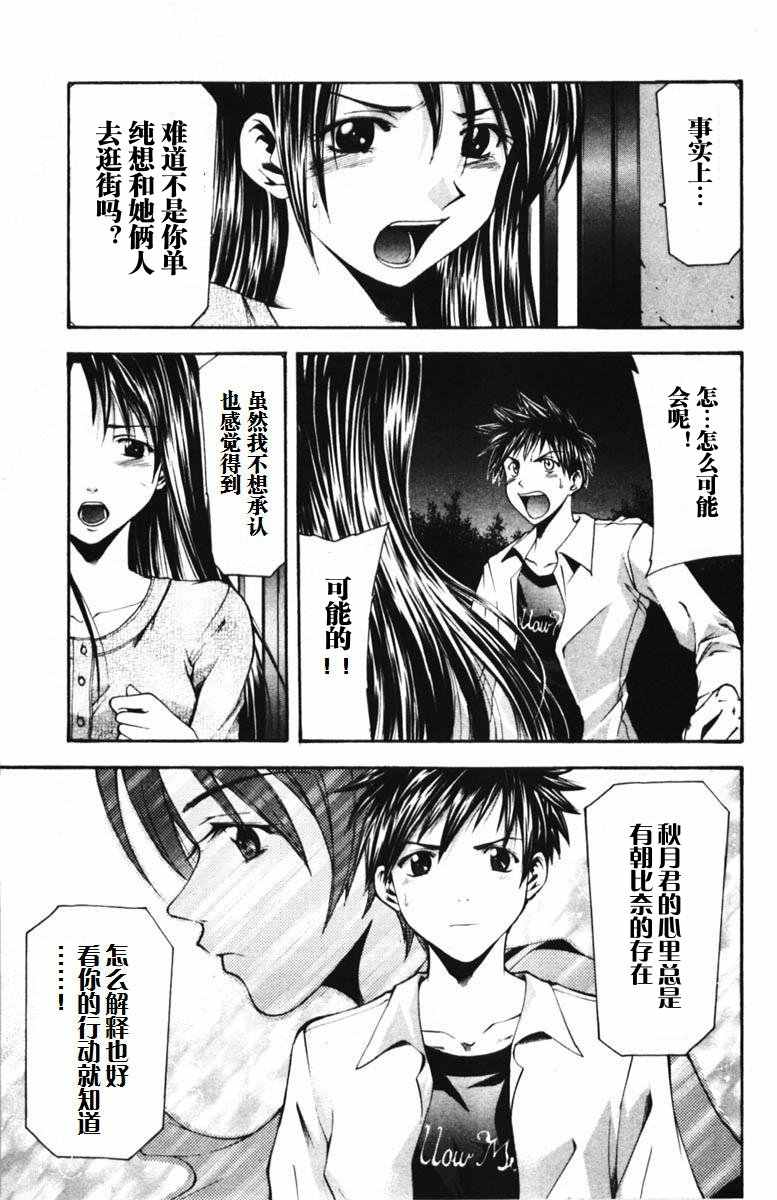 事实上…
难道不是你单
纯想和她俩人
去逛街吗？
怎…怎么可能
会呢！
可能的！！
虽然我不想承认
也感觉得到
秋月君的心里总是
有朝比奈的存在
怎么解释也好
看你的行动就知道
……！